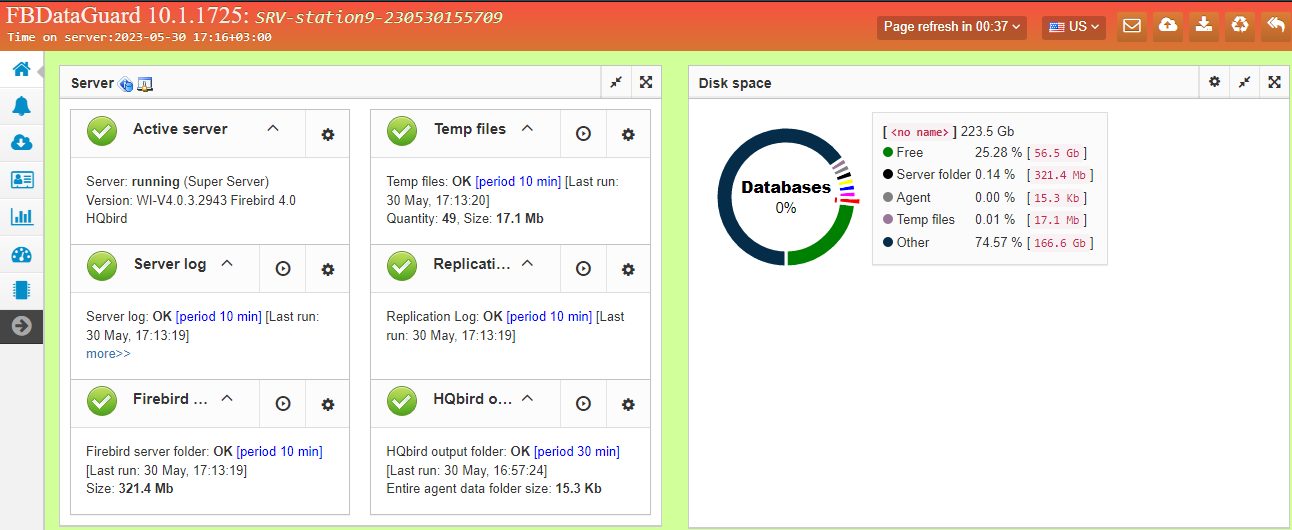 FBDataGuard 10.1.1725: SRV-station9-230530155709
Time on server:2023-05-30 17:16+03:00
Page refresh in 00:37
US
Server
Active server
Server: running (Super Server)
Version: WI-V4.0.3.2943 Firebird 4.0
HQbird
Temp files
Temp files: OK [period 10 min] [Last run:
30 May, 17:13:20]
Quantity: 49, Size: 17.1 Mb
Server log
Server log: OK [period 10 min] [Last run:
30 May, 17:13:19]
more>>
Replicati...
Replication Log: OK [period 10 min] [Last
run: 30 May, 17:13:19]
Firebird ...
Firebird server folder: OK [period 10 min]
[Last run: 30 May, 17:13:19]
Size: 321.4 Mb
HQbird o...
HQbird output folder: OK [period 30 min]
[Last run: 30 May, 16:57:24]
Entire agent data folder size: 15.3 Kb
Disk space
Databases
0%
[ <no name> ] 223.5 Gb
Free 25.28 % [ 56.5 Gb ]
Server folder 0.14 % [ 321.4 Mb ]
Agent 0.00 % [ 15.3 Kb ]
Temp files 0.01 % [ 17.1 Mb ]
Other 74.57 % [ 166.6 Gb ]